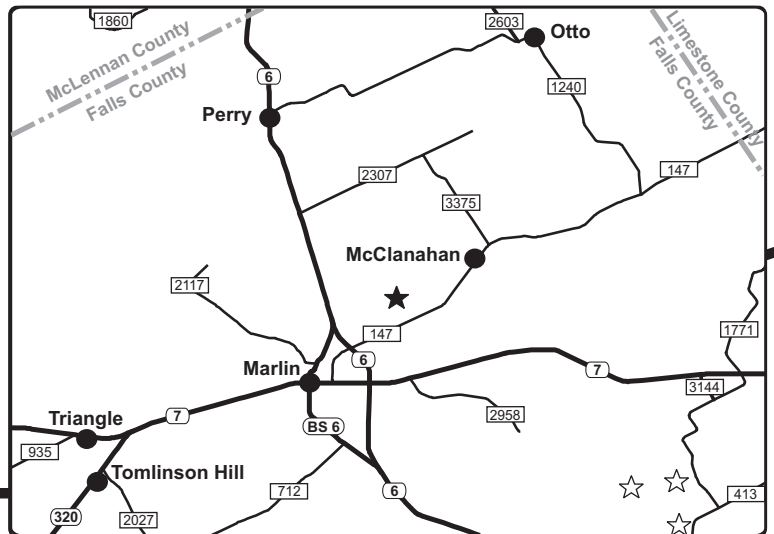 1860
2603
Otto
McLennan County
Falls County
Limestone County
Falls County
6
1240
Perry
147
2307
3375
McClanahan
2117
147
1771
Marlin
6
7
3144
Triangle
7
2958
BS 6
935
Tomlinson Hill
712
6
413
320
2027